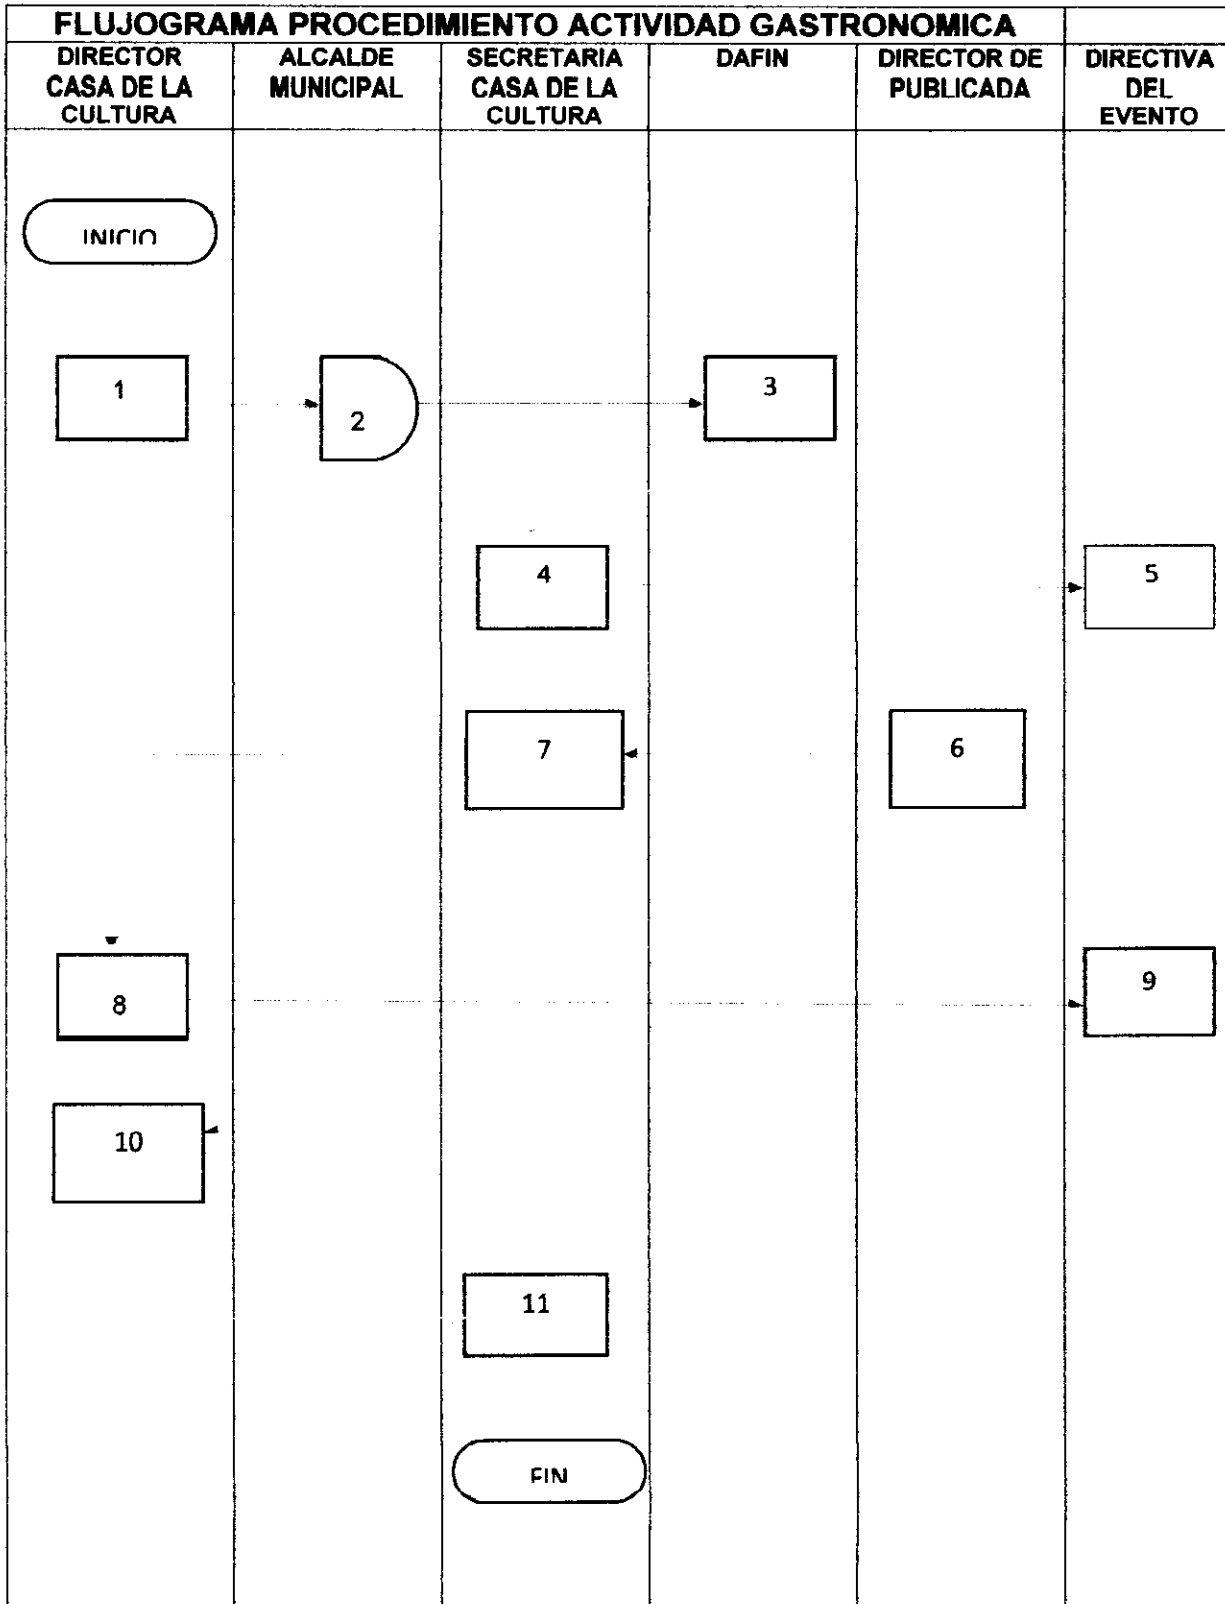 FLUJOGRAMA PROCEDIMIENTO ACTIVIDAD GASTRONOMICA
DIRECTOR
CASA DE LA
CULTURA
ALCALDE
MUNICIPAL
SECRETARIA
CASA DE LA
CULTURA
DAFIN
DIRECTOR DE
PUBLICADA
DIRECTIVA
DEL
EVENTO
INICIO
1
2
3
4
5
7
6
8
9
10
11
FIN